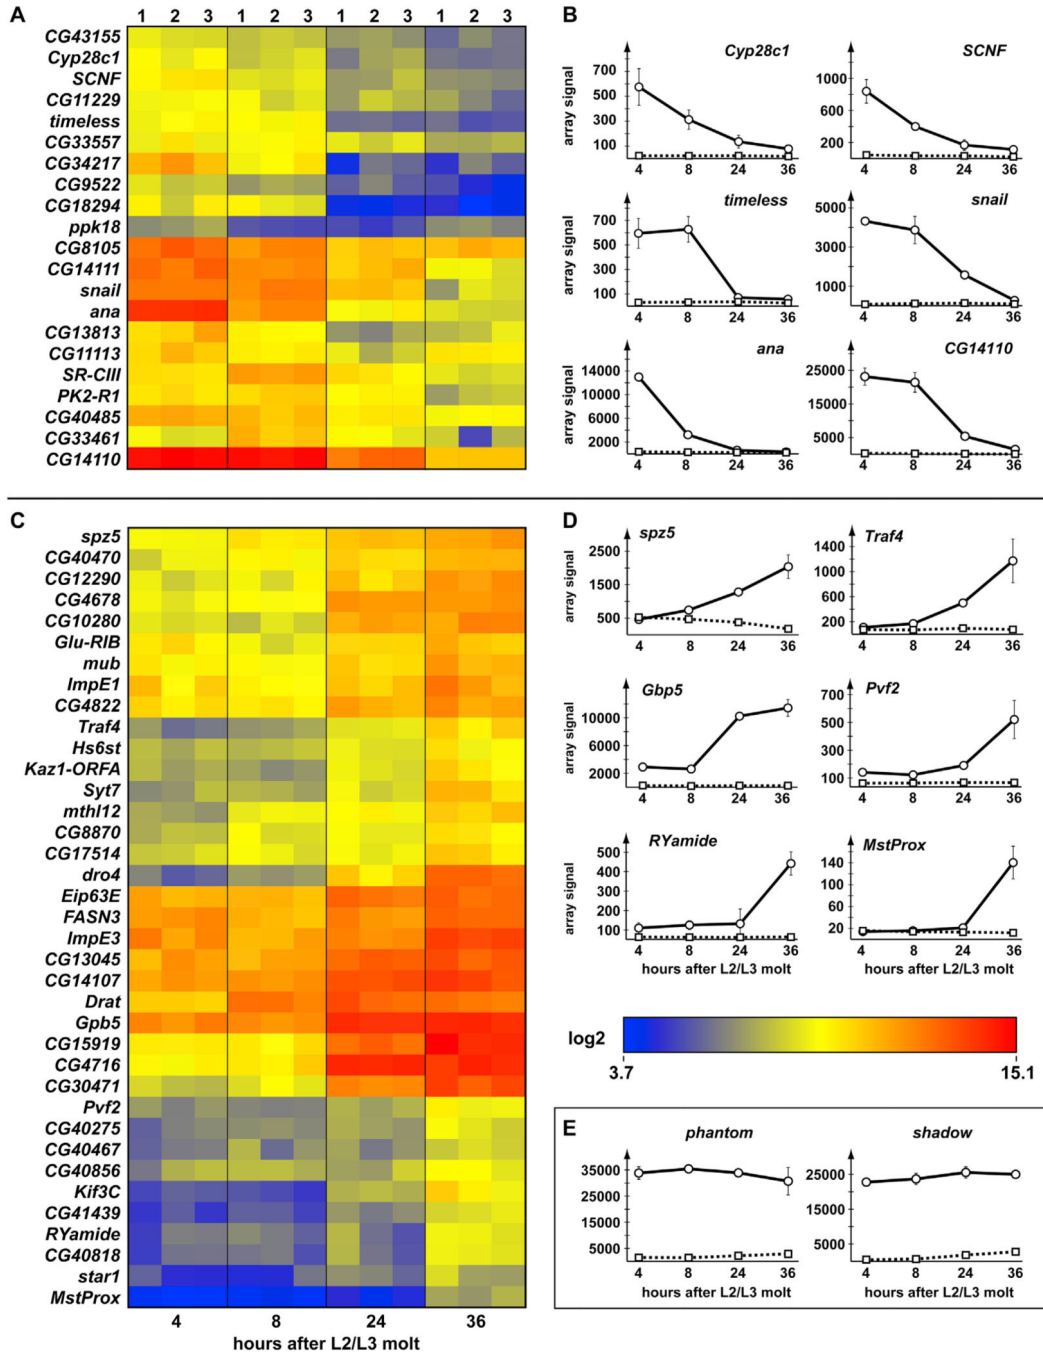 A
1 2 3 1 2 3 1 2 3 1 2 3
CG43155
Cyp28c1
SCNF
CG11229
timeless
CG33557
CG34217
CG9522
CG18294
ppk18
CG8105
CG14111
snail
ana
CG13813
CG11113
SR-CIII
PK2-R1
CG40485
CG33461
CG14110
B
Cyp28c1
array signal
700
500
300
100
4 8 24 36
SCNF
1000
600
200
4 8 24 36
timeless
array signal
700
500
300
100
4 8 24 36
snail
5000
3000
1000
4 8 24 36
ana
array signal
14000
10000
6000
2000
4 8 24 36
CG14110
25000
15000
5000
4 8 24 36
C
spz5
CG40470
CG12290
CG4678
CG10280
Glu-RIB
mub
ImpE1
CG4822
Traf4
Hs6st
Kaz1-ORFA
Syt7
mthl12
CG8870
CG17514
dro4
Eip63E
FASN3
ImpE3
CG13045
CG14107
Drat
Gpb5
CG15919
CG4716
CG30471
Pvf2
CG40275
CG40467
CG40856
Kif3C
CG41439
RYamide
CG40818
star1
MstProx
4 8 24 36
hours after L2/L3 molt
D
spz5
array signal
2500
1500
500
4 8 24 36
Traf4
1400
1000
600
200
4 8 24 36
Gbp5
array signal
10000
6000
2000
4 8 24 36
Pvf2
700
500
300
100
4 8 24 36
RYamide
array signal
500
400
300
200
100
4 8 24 36
hours after L2/L3 molt
MstProx
140
100
60
20
4 8 24 36
hours after L2/L3 molt
log2
3.7 15.1
E
phantom
array signal
35000
25000
15000
5000
4 8 24 36
hours after L2/L3 molt
shadow
25000
15000
5000
4 8 24 36
hours after L2/L3 molt